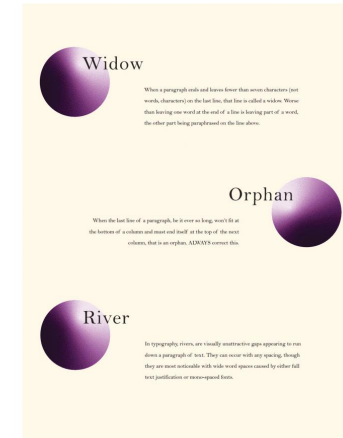 Widow
When a paragraph ends and leaves fewer than seven characters (not
words, characters) on the last line, that line is called a widow. Worse
than leaving one word at the end of a line is leaving part of a word,
the other part being paraphrased on the line above.
Orphan
When the last line of a paragraph, be it ever so long, won't fit at
the bottom of a column and must end itself at the top of the next
column, that is an orphan. ALWAYS correct this.
River
In typography, rivers, are visually unattractive gaps appearing to run
down a paragraph of text. They can occur with any spacing, though
they are most noticeable with wide word spaces caused by either full
text justification or mono-spaced fonts.